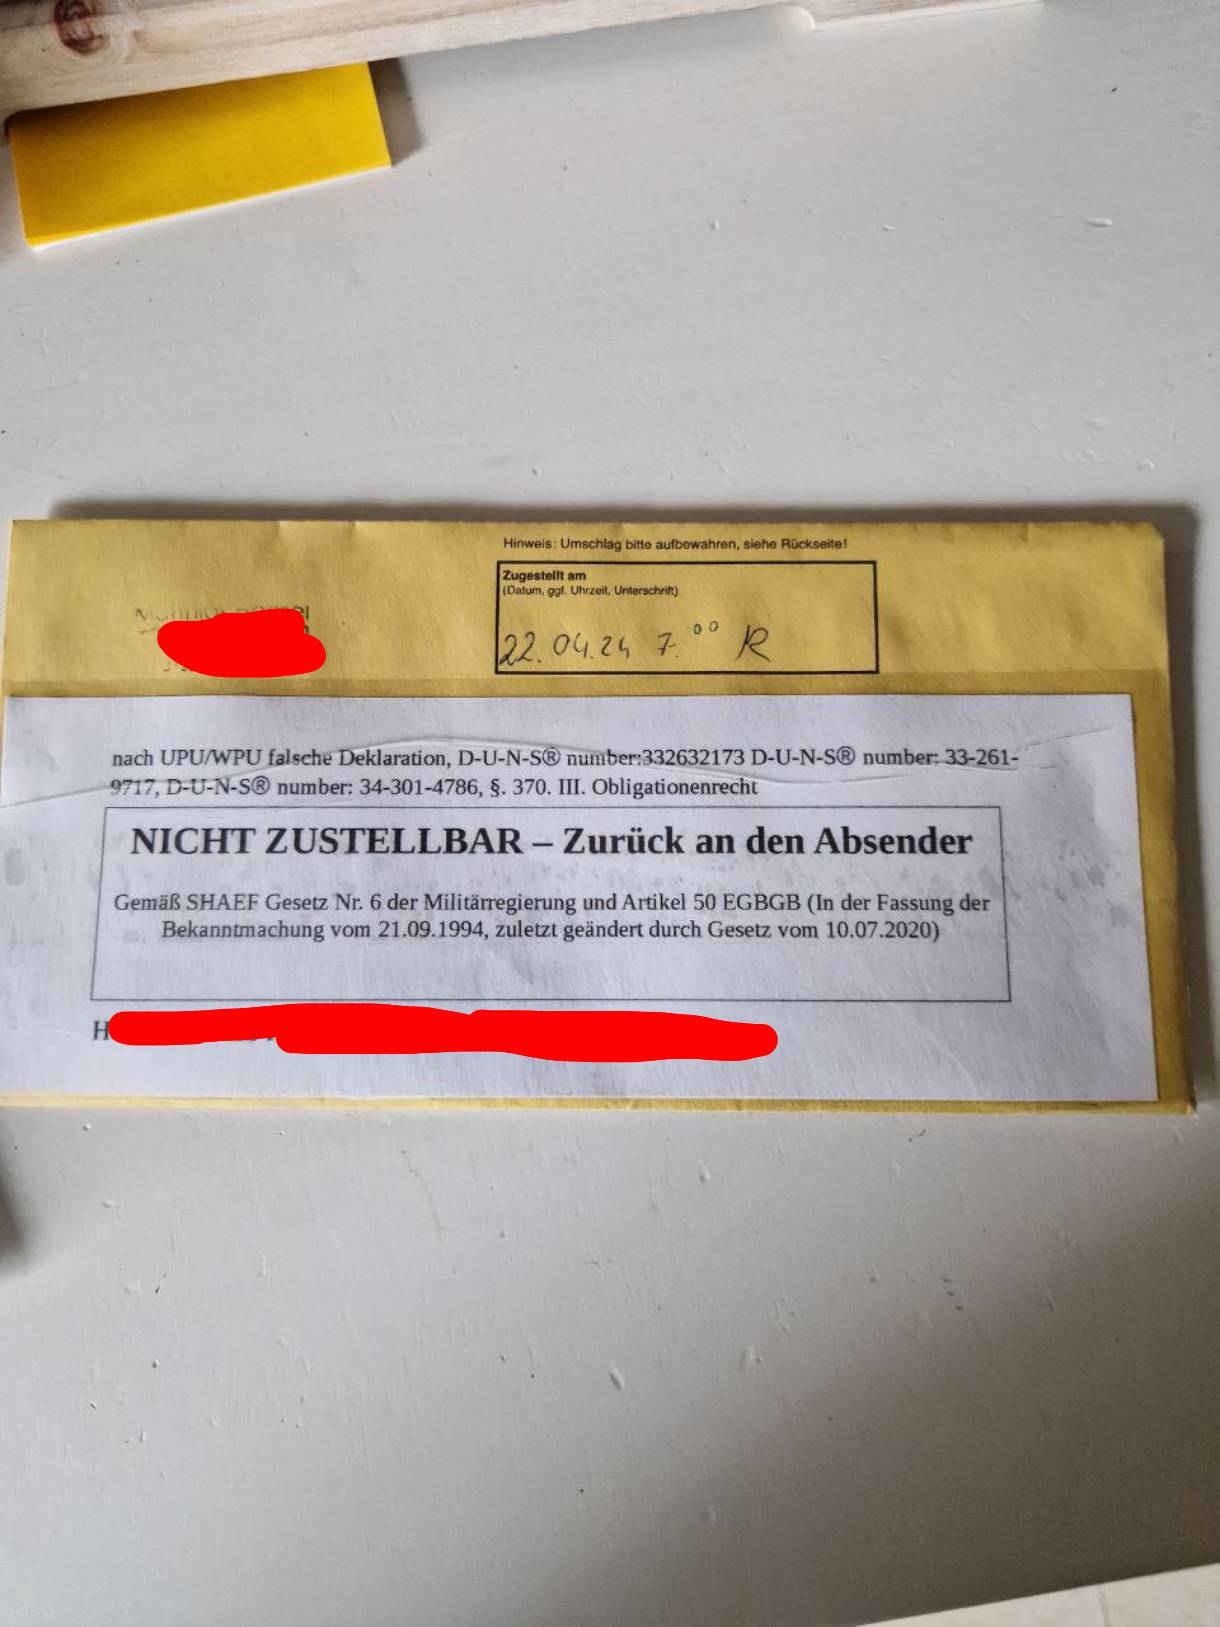 Hinweis: Umschlag bitte aufbewahren, siehe Rückseite!
Zugestellt am
(Datum, ggf. Uhrzeit, Unterschrift)
22.04.24 7.00 R
nach UPU/WPU falsche Deklaration, D-U-N-S® number:332632173 D-U-N-S® number: 33-261-
9717, D-U-N-S® number: 34-301-4786, §. 370. III. Obligationenrecht
NICHT ZUSTELLBAR – Zurück an den Absender
Gemäß SHAEF Gesetz Nr. 6 der Militärregierung und Artikel 50 EGBGB (In der Fassung der
Bekanntmachung vom 21.09.1994, zuletzt geändert durch Gesetz vom 10.07.2020)